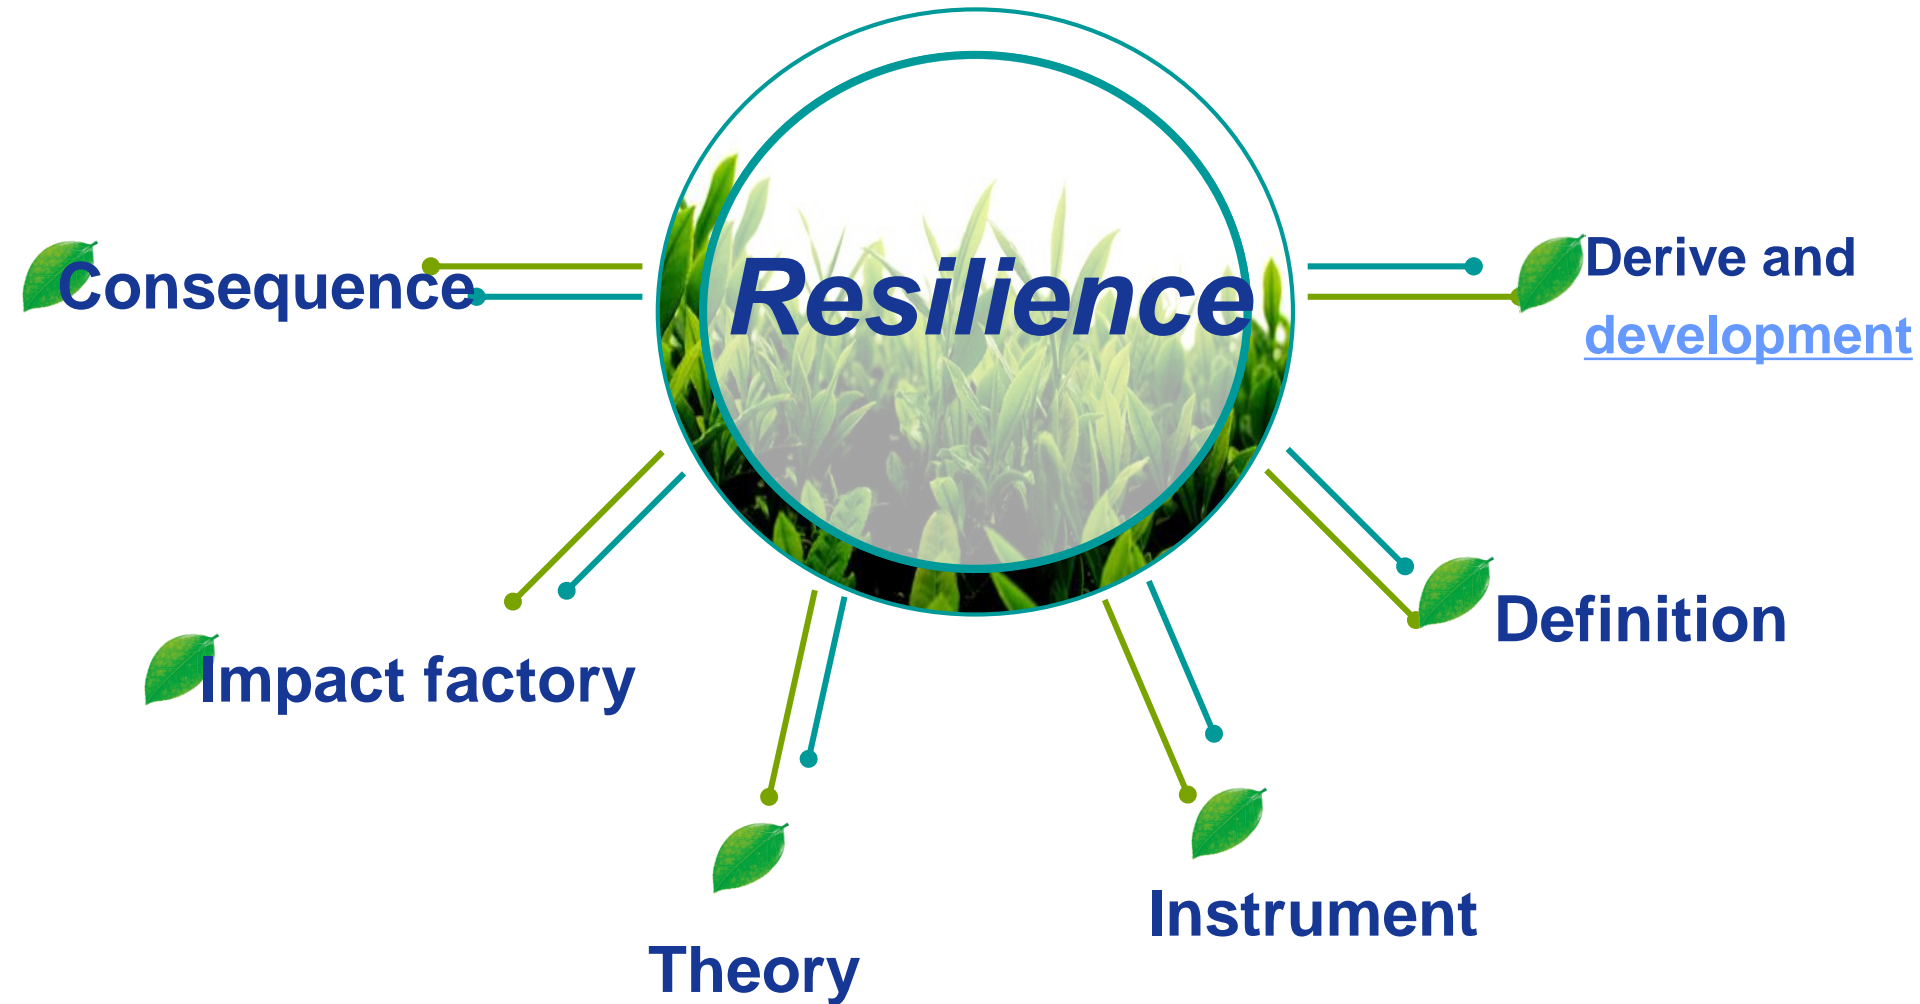 Resilience
Consequence
Derive and
development
Definition
Impact factory
Instrument
Theory